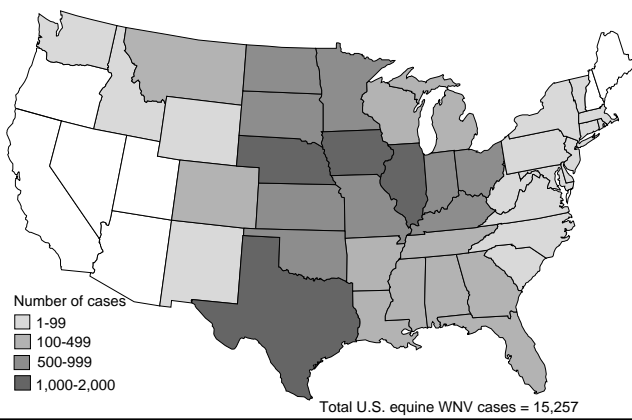 Number of cases
1-99
100-499
500-999
1,000-2,000
Total U.S. equine WNV cases = 15,257